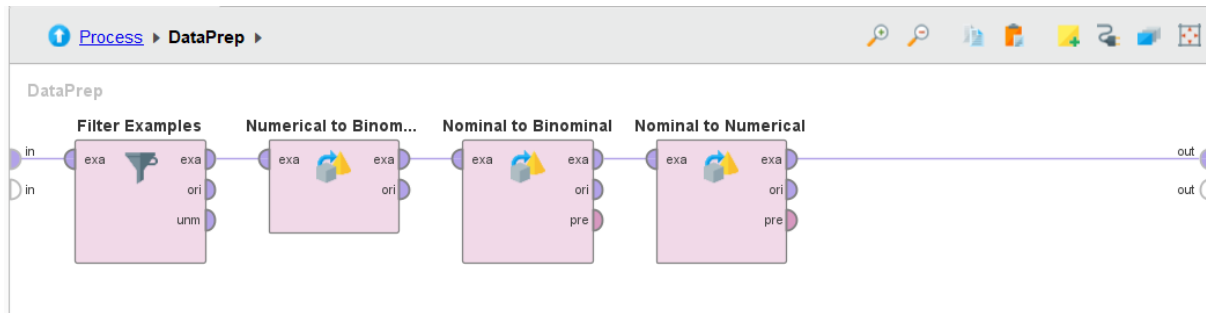 Process ▸ DataPrep ▸
DataPrep
Filter Examples Numerical to Binom... Nominal to Binominal Nominal to Numerical
in exa exa exa exa exa exa exa exa out
in ori ori ori ori out
unm pre pre